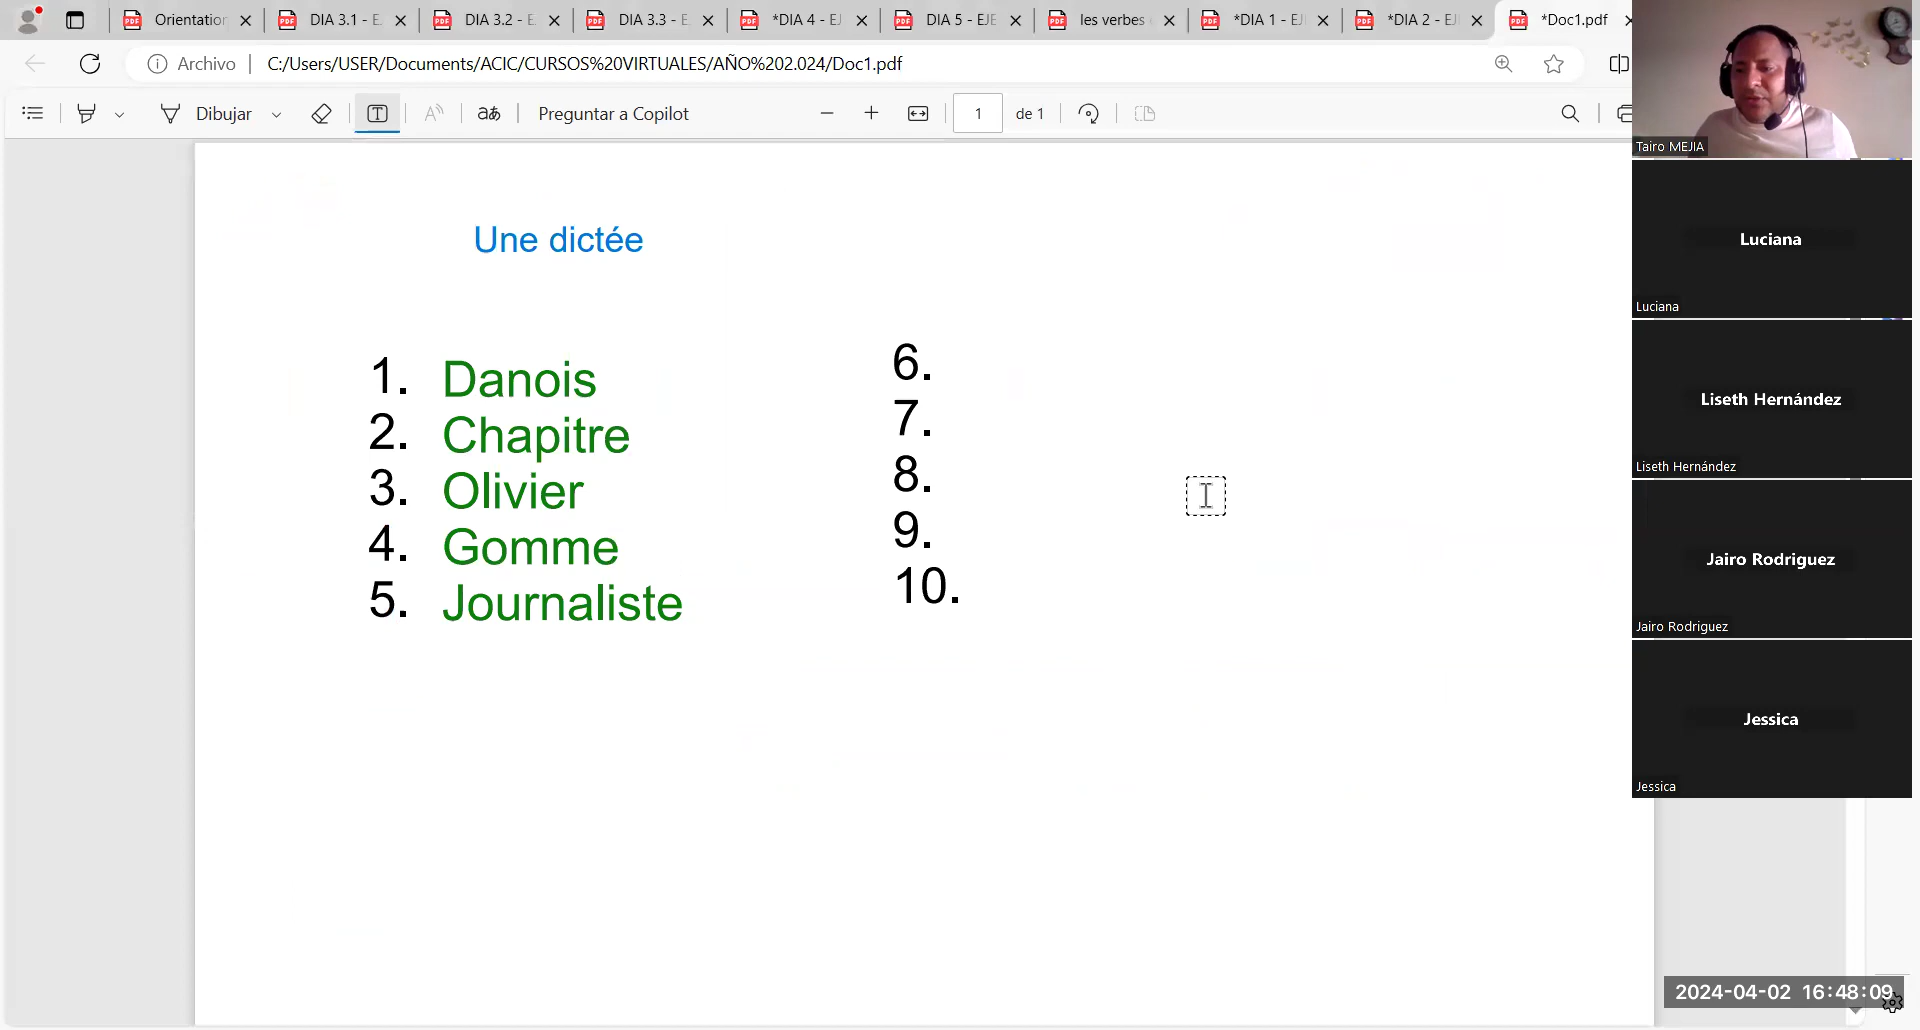 Orientation
DIA 3.1 - E
DIA 3.2 - E
DIA 3.3 - E
*DIA 4 - EJ
DIA 5 - EJE
les verbes
*DIA 1 - EJ
*DIA 2 - EJ
*Doc1.pdf
Archivo
C:/Users/USER/Documents/ACIC/CURSOS%20VIRTUALES/AÑO%202.024/Doc1.pdf
Dibujar
aあ
Preguntar a Copilot
1
de 1
Tairo MEJIA
Une dictée
1. Danois
2. Chapitre
3. Olivier
4. Gomme
5. Journaliste
6.
7.
8.
9.
10.
Luciana
Luciana
Liseth Hernández
Liseth Hernández
Jairo Rodriguez
Jairo Rodriguez
Jessica
Jessica
2024-04-02 16:48:09